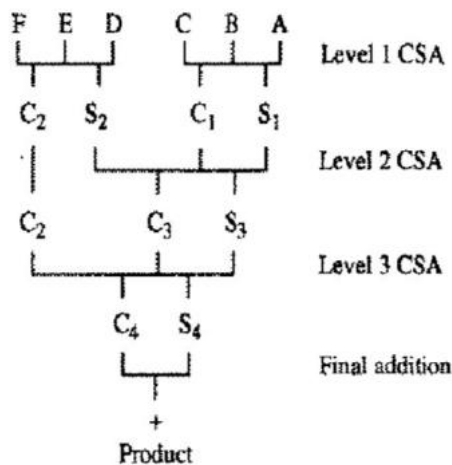 F E D C B A
Level 1 CSA
C₂ S₂ C₁ S₁
Level 2 CSA
C₂ C₃ S₃
Level 3 CSA
C₄ S₄
Final addition
+
Product